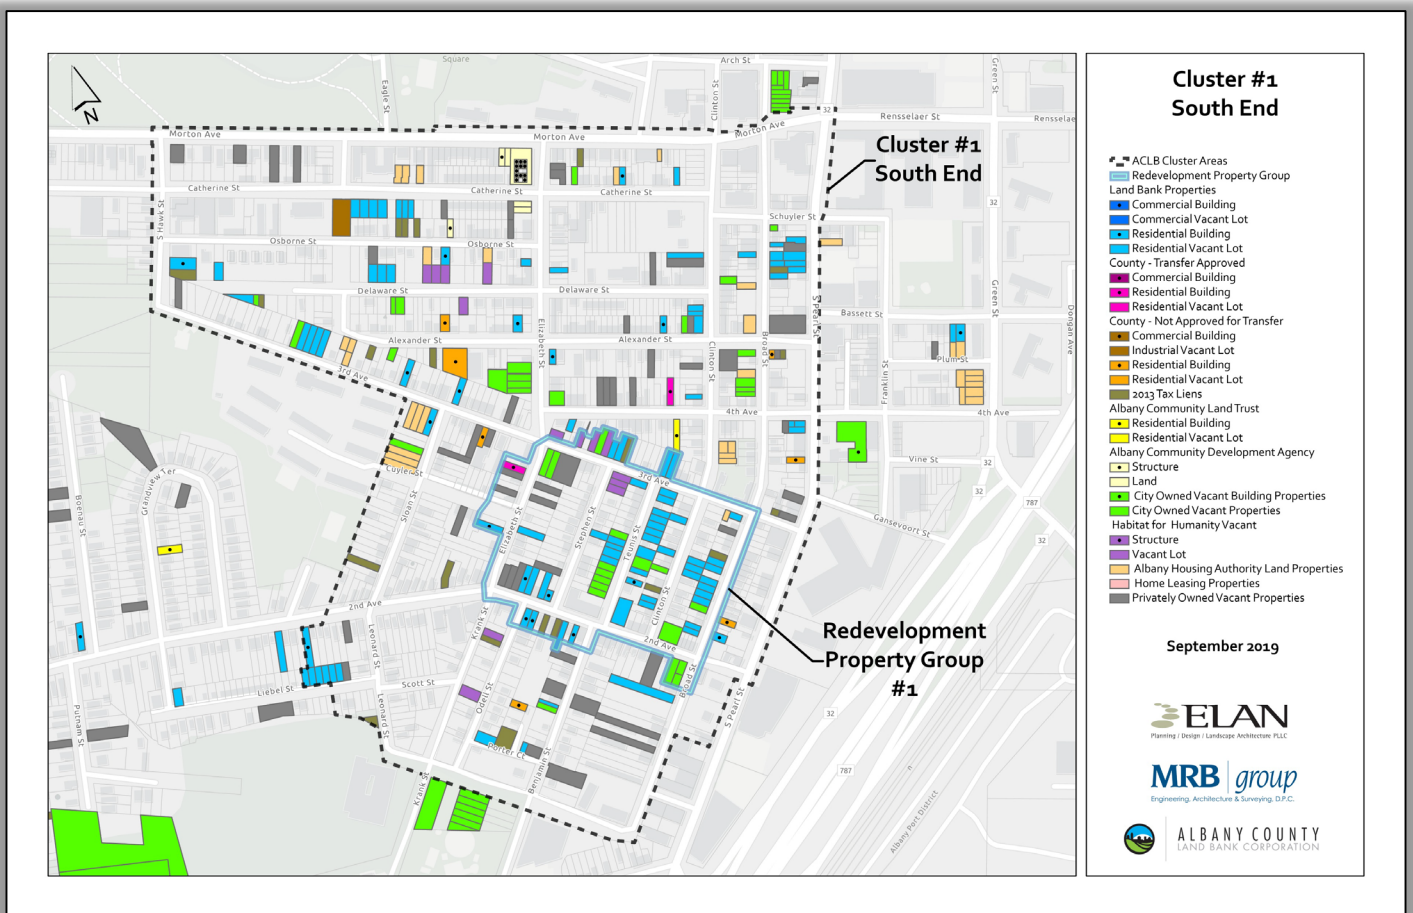 Square
Arch St
Eagle St
Clinton St
Green St
32
Rensselaer St
Rensselae
Morton Ave
Morton Ave
Morton Ave
N
Cluster #1
South End
Catherine St
Catherine St
Catherine St
S Hawk St
32
Schuyler St
Osborne St
Osborne St
Delaware St
Delaware St
Green St
S Pearl St
Bassett St
Dongan Ave
Elizabeth St
Alexander St
Alexander St
Clinton St
Broad St
Plum St
Franklin St
3rd Ave
4th Ave
4th Ave
Cuyler St
Vine St
32
Grandview Ter
3rd Ave
32
787
Boenau St
Sloan St
Elizabeth St
Stephen St
Teunis St
Gansevoort St
32
2nd Ave
Krank St
Clinton St
2nd Ave
Redevelopment
Property Group
#1
Leonard St
Scott St
Liebel St
Broad St
Leonard St
Odell St
S Pearl St
32
Putnam St
Porter Ct
Benjamin St
787
Krank St
Albany Port District
Cluster #1
South End
ACLB Cluster Areas
Redevelopment Property Group
Land Bank Properties
Commercial Building
Commercial Vacant Lot
Residential Building
Residential Vacant Lot
County - Transfer Approved
Commercial Building
Residential Building
Residential Vacant Lot
County - Not Approved for Transfer
Commercial Building
Industrial Vacant Lot
Residential Building
Residential Vacant Lot
2013 Tax Liens
Albany Community Land Trust
Residential Building
Residential Vacant Lot
Albany Community Development Agency
Structure
Land
City Owned Vacant Building Properties
City Owned Vacant Properties
Habitat for Humanity Vacant
Structure
Vacant Lot
Albany Housing Authority Land Properties
Home Leasing Properties
Privately Owned Vacant Properties
September 2019
ELAN
Planning / Design / Landscape Architecture PLLC
MRB group
Engineering, Architecture & Surveying, D.P.C.
ALBANY COUNTY
LAND BANK CORPORATION